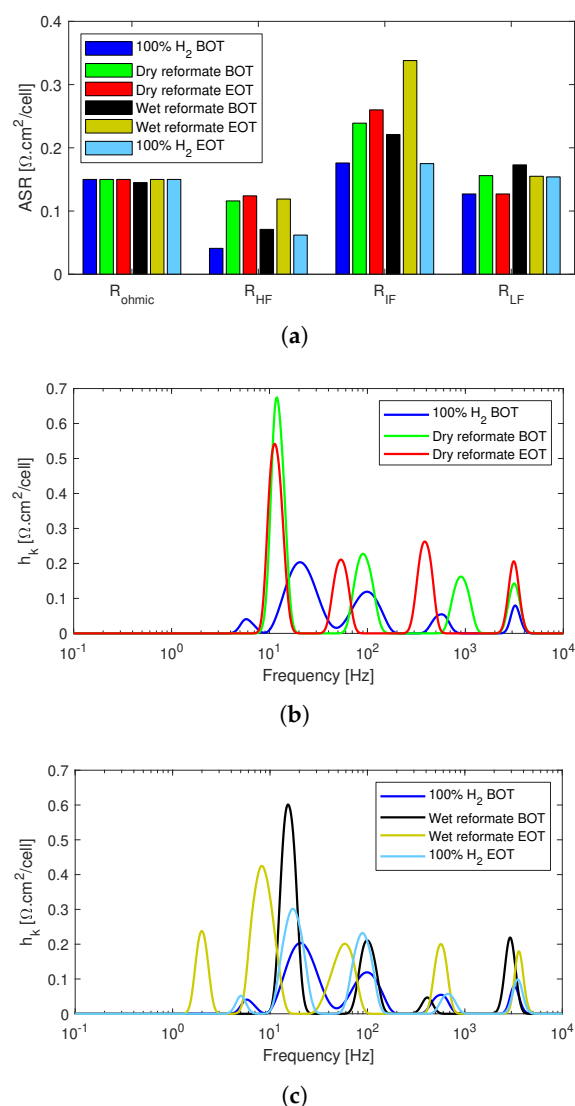 0.4
0.3
0.2
0.1
0
ASR [Ω.cm²/cell]
100% H₂ BOT
Dry reformate BOT
Dry reformate EOT
Wet reformate BOT
Wet reformate EOT
100% H₂ EOT
R_ohmic R_HF R_IF R_LF
(a)
0.7
0.6
0.5
0.4
0.3
0.2
0.1
0
h_k [Ω.cm²/cell]
100% H₂ BOT
Dry reformate BOT
Dry reformate EOT
10⁻¹ 10⁰ 10¹ 10² 10³ 10⁴
Frequency [Hz]
(b)
0.7
0.6
0.5
0.4
0.3
0.2
0.1
0
h_k [Ω.cm²/cell]
100% H₂ BOT
Wet reformate BOT
Wet reformate EOT
100% H₂ EOT
10⁻¹ 10⁰ 10¹ 10² 10³ 10⁴
Frequency [Hz]
(c)